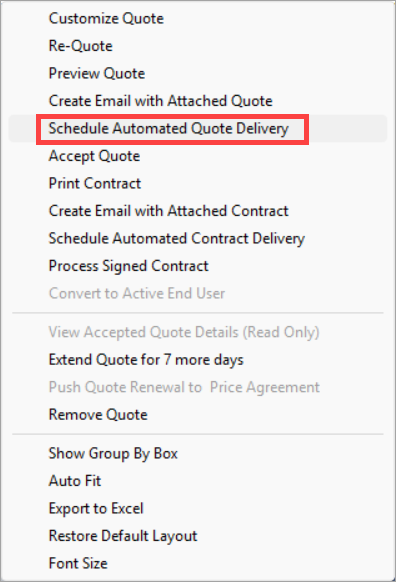 Customize Quote
Re-Quote
Preview Quote
Create Email with Attached Quote
Schedule Automated Quote Delivery
Accept Quote
Print Contract
Create Email with Attached Contract
Schedule Automated Contract Delivery
Process Signed Contract
Convert to Active End User
View Accepted Quote Details (Read Only)
Extend Quote for 7 more days
Push Quote Renewal to  Price Agreement
Remove Quote
Show Group By Box
Auto Fit
Export to Excel
Restore Default Layout
Font Size